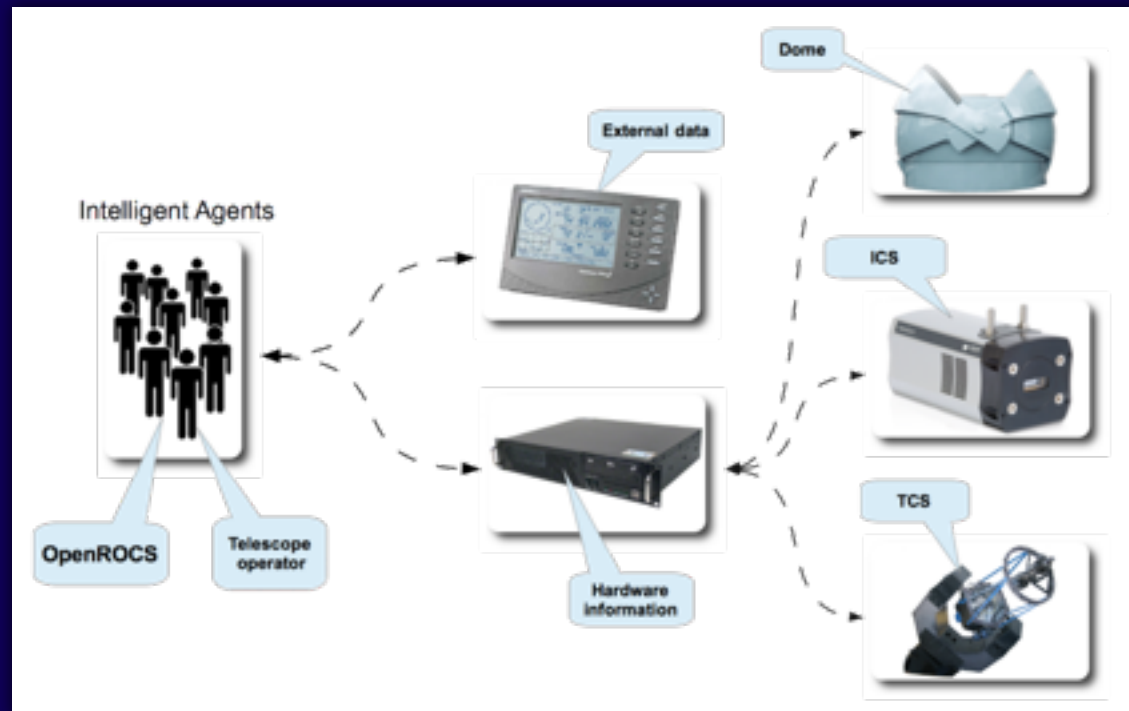 Dome
External data
Intelligent Agents
ICS
TCS
OpenROCS
Telescope
operator
Hardware
information